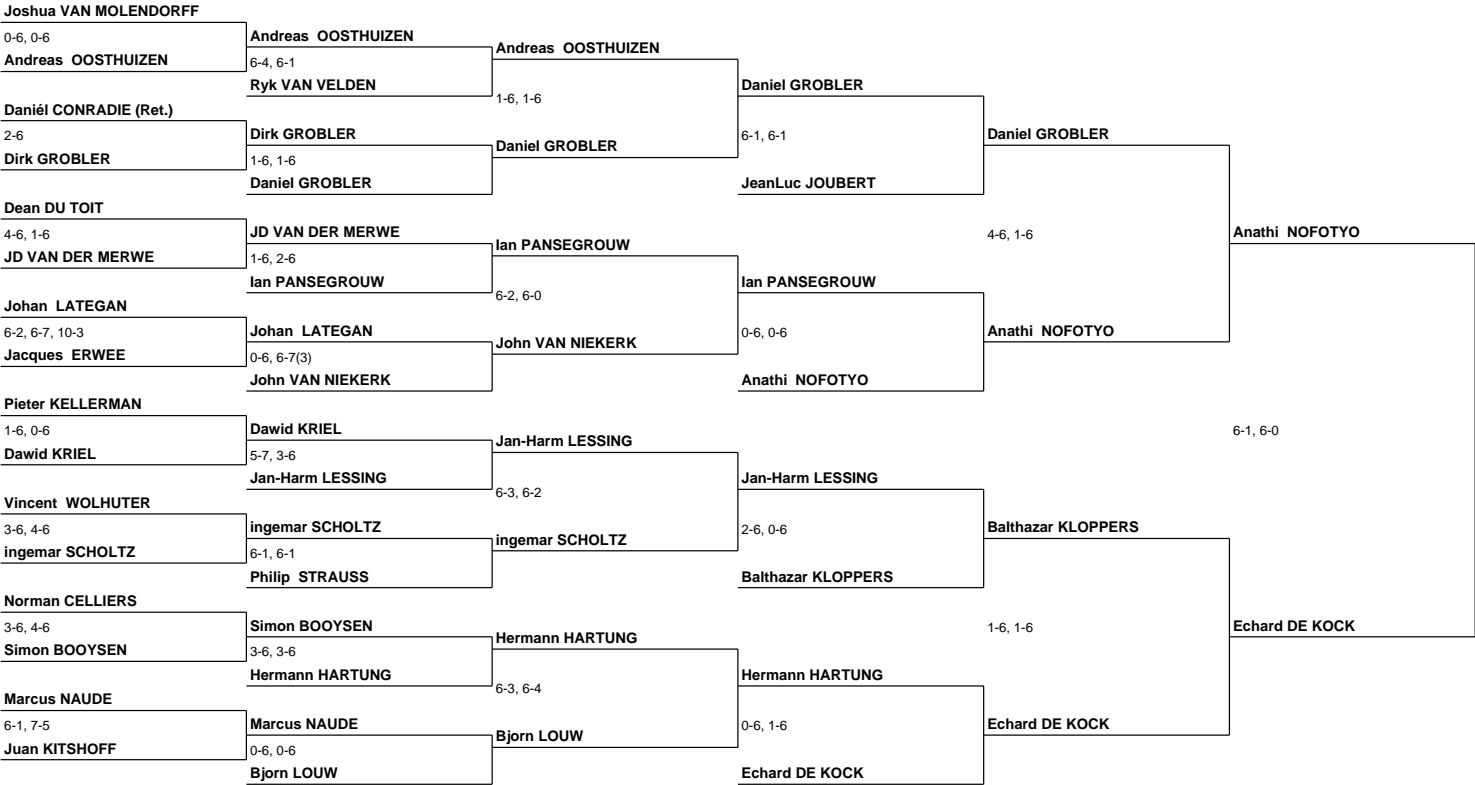 Joshua VAN MOLENDORFF
0-6, 0-6
Andreas OOSTHUIZEN
Daniél CONRADIE (Ret.)
2-6
Dirk GROBLER
Dean DU TOIT
4-6, 1-6
JD VAN DER MERWE
Johan LATEGAN
6-2, 6-7, 10-3
Jacques ERWEE
Pieter KELLERMAN
1-6, 0-6
Dawid KRIEL
Vincent WOLHUTER
3-6, 4-6
ingemar SCHOLTZ
Norman CELLIERS
3-6, 4-6
Simon BOOYSEN
Marcus NAUDE
6-1, 7-5
Juan KITSHOFF
Andreas OOSTHUIZEN
6-4, 6-1
Ryk VAN VELDEN
Dirk GROBLER
1-6, 1-6
Daniel GROBLER
JD VAN DER MERWE
1-6, 2-6
Ian PANSEGROUW
Johan LATEGAN
0-6, 6-7(3)
John VAN NIEKERK
Dawid KRIEL
5-7, 3-6
Jan-Harm LESSING
ingemar SCHOLTZ
6-1, 6-1
Philip STRAUSS
Simon BOOYSEN
3-6, 3-6
Hermann HARTUNG
Marcus NAUDE
0-6, 0-6
Bjorn LOUW
Andreas OOSTHUIZEN
1-6, 1-6
Daniel GROBLER
Ian PANSEGROUW
6-2, 6-0
John VAN NIEKERK
Jan-Harm LESSING
6-3, 6-2
ingemar SCHOLTZ
Hermann HARTUNG
6-3, 6-4
Bjorn LOUW
Daniel GROBLER
6-1, 6-1
JeanLuc JOUBERT
Ian PANSEGROUW
0-6, 0-6
Anathi NOFOTYO
Jan-Harm LESSING
2-6, 0-6
Balthazar KLOPPERS
Hermann HARTUNG
0-6, 1-6
Echard DE KOCK
Daniel GROBLER
4-6, 1-6
Anathi NOFOTYO
Balthazar KLOPPERS
1-6, 1-6
Echard DE KOCK
Anathi NOFOTYO
6-1, 6-0
Echard DE KOCK